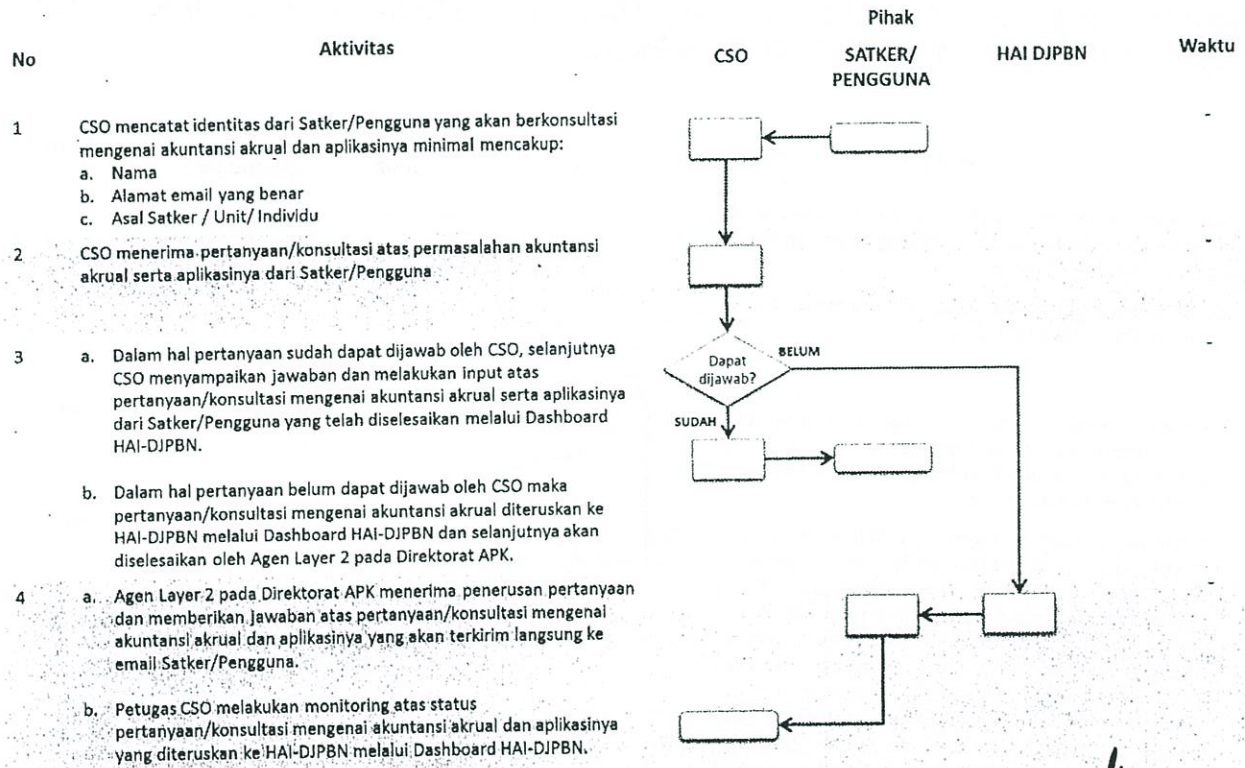 Pihak
No
Aktivitas
CSO
SATKER/
PENGGUNA
HAI DJPBN
Waktu
1
CSO mencatat identitas dari Satker/Pengguna yang akan berkonsultasi
mengenai akuntansi akrual dan aplikasinya minimal mencakup:
a. Nama
b. Alamat email yang benar
c. Asal Satker / Unit/ Individu
-
2
CSO menerima pertanyaan/konsultasi atas permasalahan akuntansi
akrual serta aplikasinya dari Satker/Pengguna
-
3
a. Dalam hal pertanyaan sudah dapat dijawab oleh CSO, selanjutnya
CSO menyampaikan jawaban dan melakukan input atas
pertanyaan/konsultasi mengenai akuntansi akrual serta aplikasinya
dari Satker/Pengguna yang telah diselesaikan melalui Dashboard
HAI-DJPBN.
Dapat
dijawab?
BELUM
SUDAH
-
b. Dalam hal pertanyaan belum dapat dijawab oleh CSO maka
pertanyaan/konsultasi mengenai akuntansi akrual diteruskan ke
HAI-DJPBN melalui Dashboard HAI-DJPBN dan selanjutnya akan
diselesaikan oleh Agen Layer 2 pada Direktorat APK.
4
a. Agen Layer 2 pada Direktorat APK menerima penerusan pertanyaan
dan memberikan jawaban atas pertanyaan/konsultasi mengenai
akuntansi akrual dan aplikasinya yang akan terkirim langsung ke
email Satker/Pengguna.
-
b. Petugas CSO melakukan monitoring atas status
pertanyaan/konsultasi mengenai akuntansi akrual dan aplikasinya
yang diteruskan ke HAI-DJPBN melalui Dashboard HAI-DJPBN.